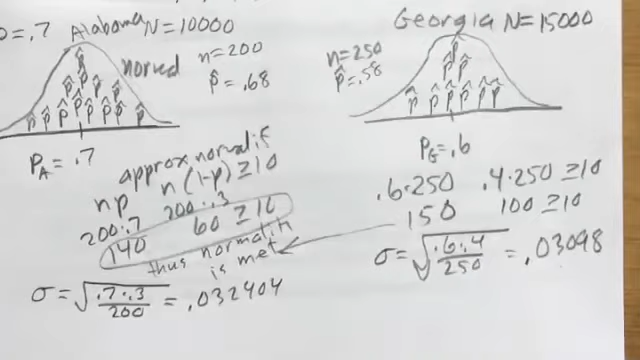 p=.7 Alabama N=10000
n=200
normal
p̂=.68
p̂
p̂ p̂
p̂ p̂ p̂
p̂ p̂ p̂ p̂ p̂ p̂
P_A=.7
approx normal if
np n(1-p)≥10
200·.7 200·.3
140 60≥10
thus normality
is met
σ=√(.7·.3/200)=.032404
Georgia N=15000
n=250
p̂=.58
p̂
p̂ p̂
p̂ p̂ p̂ p̂ p̂
P_G=.6
.6·250 .4·250≥10
150 100≥10
σ=√(.6·.4/250)=.03098